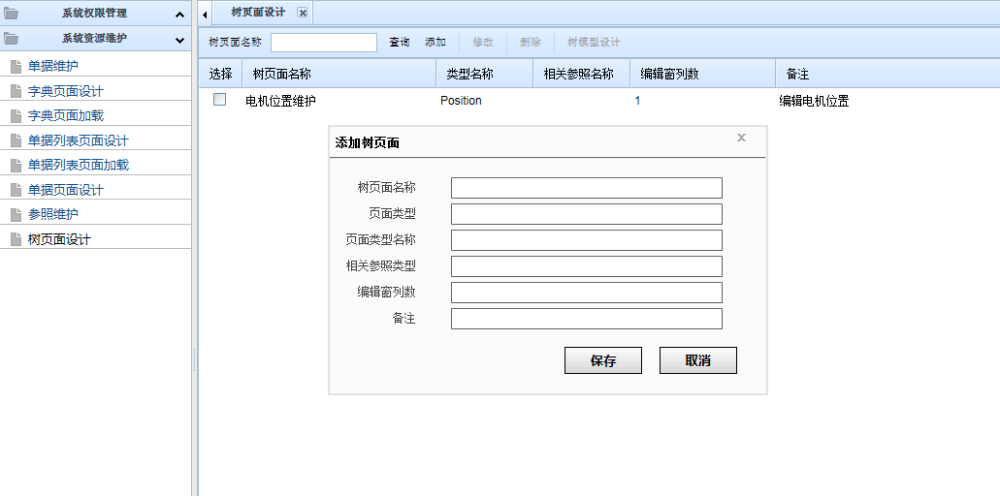 系统权限管理
系统资源维护
单据维护
字典页面设计
字典页面加载
单据列表页面设计
单据列表页面加载
单据页面设计
参照维护
树页面设计
树页面设计
树页面名称 查询 添加 修改 删除 树模型设计
选择 树页面名称 类型名称 相关参照名称 编辑窗列数 备注
电机位置维护 Position 1 编辑电机位置
添加树页面 x
树页面名称
页面类型
页面类型名称
相关参照类型
编辑窗列数
备注
保存 取消